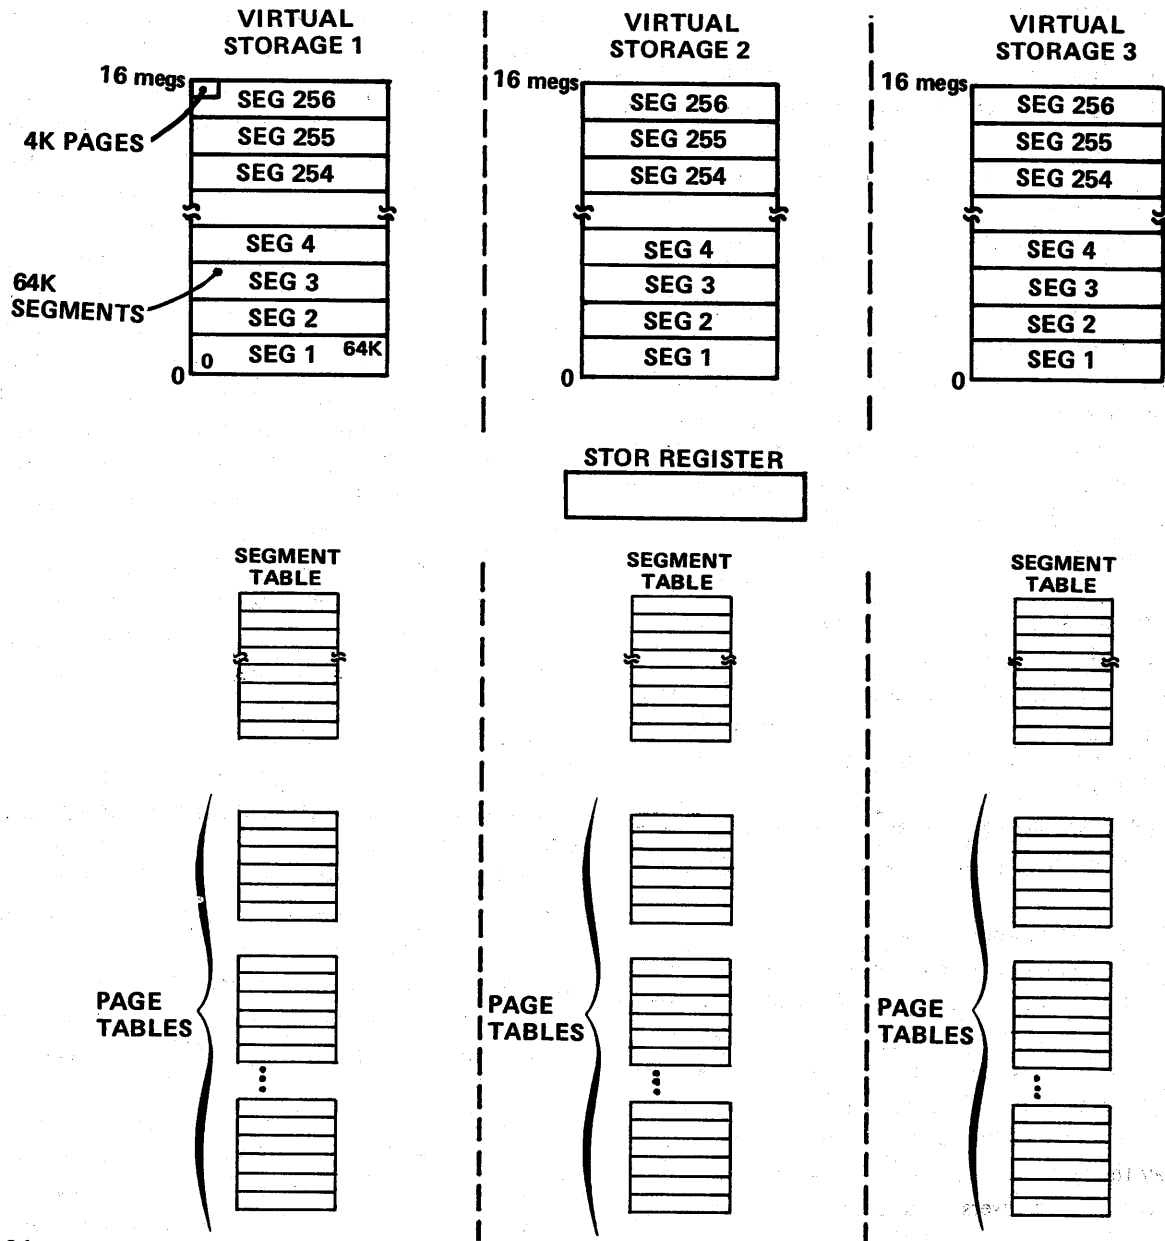 VIRTUAL
STORAGE 1
16 megs
4K PAGES
SEG 256
SEG 255
SEG 254
SEG 4
64K
SEGMENTS
SEG 3
SEG 2
0
SEG 1
64K
0
VIRTUAL
STORAGE 2
16 megs
SEG 256
SEG 255
SEG 254
SEG 4
SEG 3
SEG 2
SEG 1
0
VIRTUAL
STORAGE 3
16 megs
SEG 256
SEG 255
SEG 254
SEG 4
SEG 3
SEG 2
SEG 1
0
STOR REGISTER
SEGMENT
TABLE
SEGMENT
TABLE
SEGMENT
TABLE
PAGE
TABLES
PAGE
TABLES
PAGE
TABLES